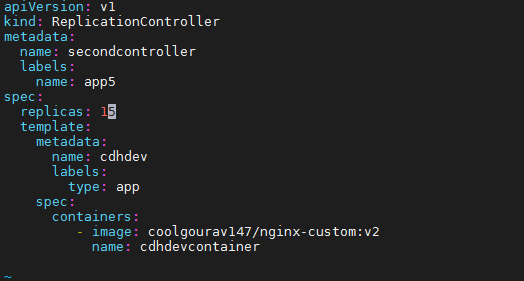 apiVersion: v1
kind: ReplicationController
metadata:
  name: secondcontroller
  labels:
    name: app5
spec:
  replicas: 15
  template:
    metadata:
      name: cdhdev
      labels:
        type: app
    spec:
      containers:
         - image: coolgourav147/nginx-custom:v2
           name: cdhdevcontainer
~